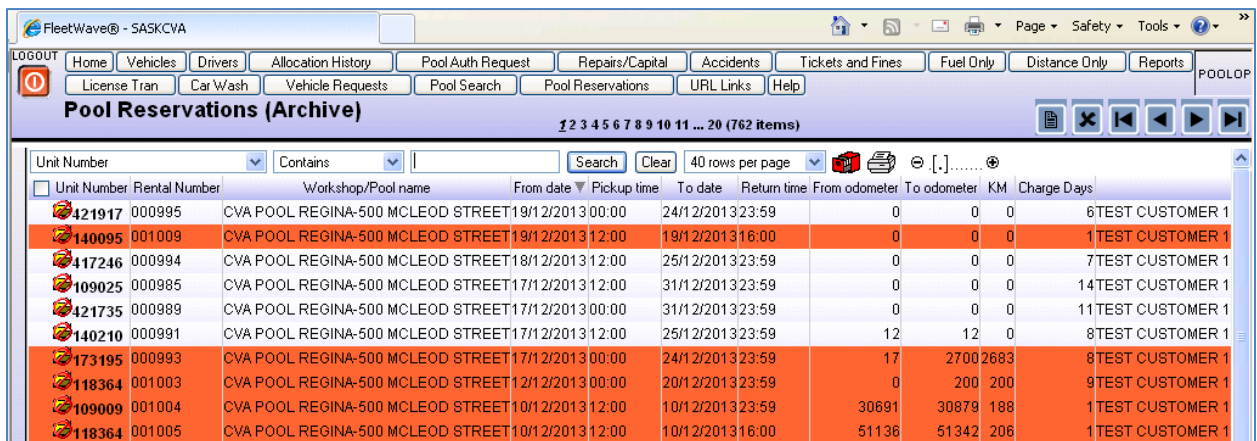 FleetWave® - SASKCVA Page Safety Tools »
LOGOUT Home Vehicles Drivers Allocation History Pool Auth Request Repairs/Capital Accidents Tickets and Fines Fuel Only Distance Only Reports POOLOP
License Tran Car Wash Vehicle Requests Pool Search Pool Reservations URL Links Help
Pool Reservations (Archive) 1 2 3 4 5 6 7 8 9 10 11 ... 20 (762 items)
Unit Number Contains Search Clear 40 rows per page [.]
Unit Number Rental Number Workshop/Pool name From date Pickup time To date Return time From odometer To odometer KM Charge Days
421917 000995 CVA POOL REGINA-500 MCLEOD STREET 19/12/2013 00:00 24/12/2013 23:59 0 0 0 6 TEST CUSTOMER 1
140095 001009 CVA POOL REGINA-500 MCLEOD STREET 19/12/2013 12:00 19/12/2013 16:00 0 0 0 1 TEST CUSTOMER 1
417246 000994 CVA POOL REGINA-500 MCLEOD STREET 18/12/2013 12:00 25/12/2013 23:59 0 0 0 7 TEST CUSTOMER 1
109025 000985 CVA POOL REGINA-500 MCLEOD STREET 17/12/2013 12:00 31/12/2013 23:59 0 0 0 14 TEST CUSTOMER 1
421735 000989 CVA POOL REGINA-500 MCLEOD STREET 17/12/2013 00:00 31/12/2013 23:59 0 0 0 11 TEST CUSTOMER 1
140210 000991 CVA POOL REGINA-500 MCLEOD STREET 17/12/2013 12:00 25/12/2013 23:59 12 12 0 8 TEST CUSTOMER 1
173195 000993 CVA POOL REGINA-500 MCLEOD STREET 17/12/2013 00:00 24/12/2013 23:59 17 2700 2683 8 TEST CUSTOMER 1
118364 001003 CVA POOL REGINA-500 MCLEOD STREET 12/12/2013 00:00 20/12/2013 23:59 0 200 200 9 TEST CUSTOMER 1
109009 001004 CVA POOL REGINA-500 MCLEOD STREET 10/12/2013 12:00 10/12/2013 23:59 30691 30879 188 1 TEST CUSTOMER 1
118364 001005 CVA POOL REGINA-500 MCLEOD STREET 10/12/2013 12:00 10/12/2013 16:00 51136 51342 206 1 TEST CUSTOMER 1